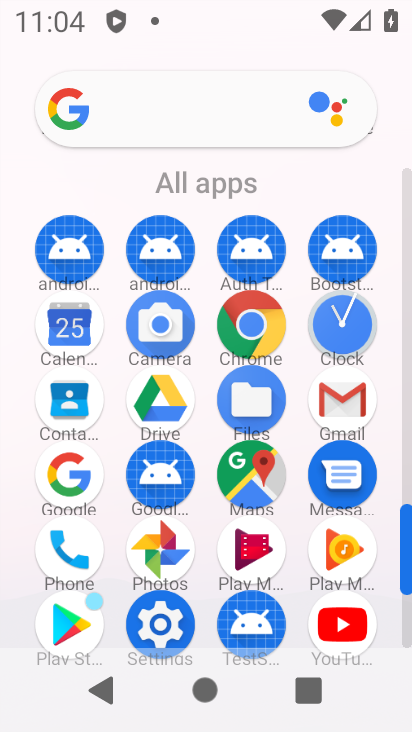 11:04
All apps
androi... androi... Auth T... Bootst...
25
Calen... Camera Chrome Clock
Conta... Drive Files Gmail
Google Googl... Maps Messa...
Phone Photos Play M... Play M...
Play St... Settings TestS... YouTu...